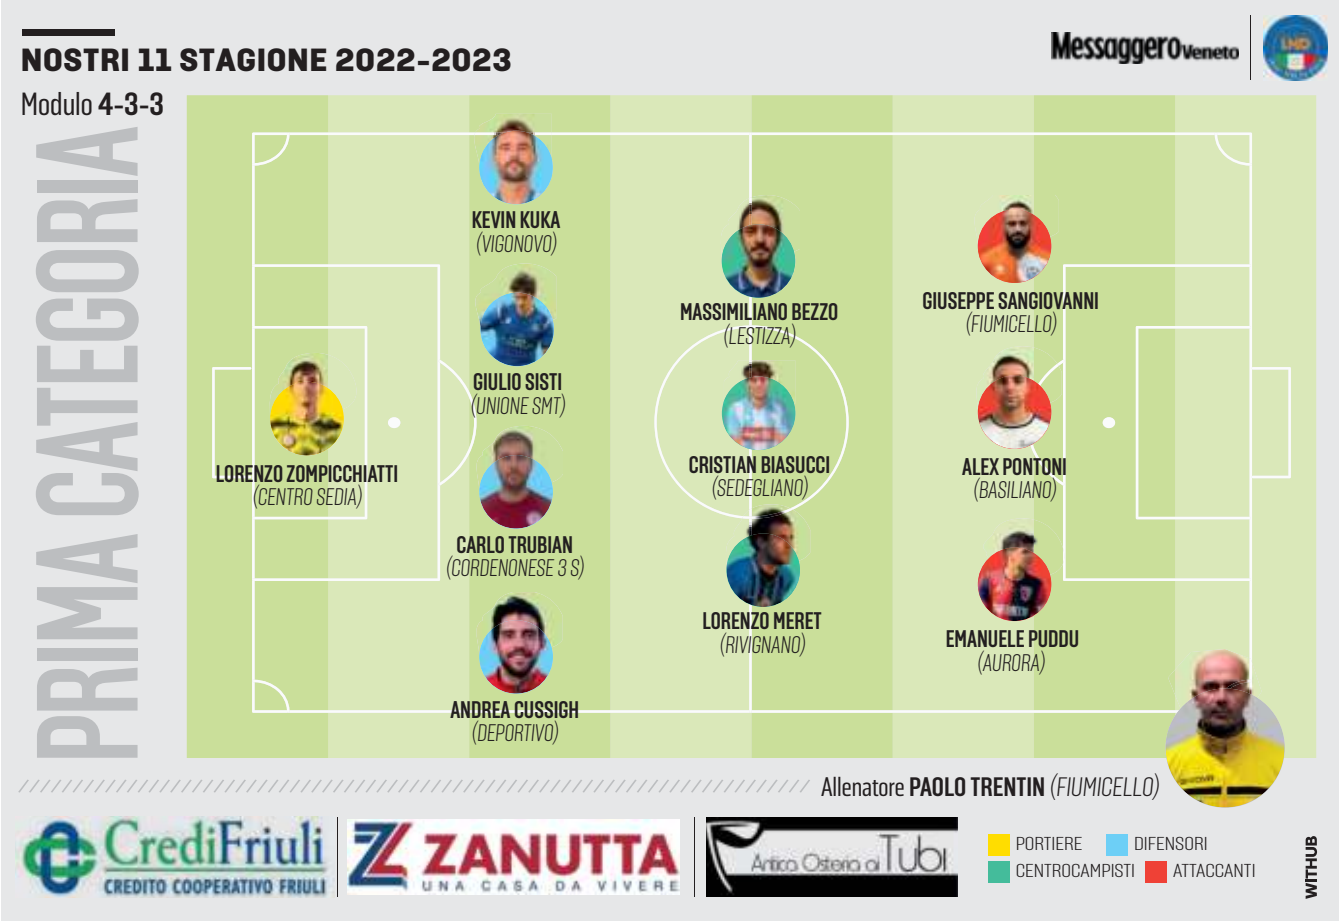 NOSTRI 11 STAGIONE 2022-2023
Modulo 4-3-3
Messaggero Veneto
LND
PRIMA CATEGORIA
KEVIN KUKA
(VIGONOVO)
GIULIO SISTI
(UNIONE SMT)
LORENZO ZOMPICCHIATTI
(CENTRO SEDIA)
CARLO TRUBIAN
(CORDENONESE 3 S)
ANDREA CUSSIGH
(DEPORTIVO)
MASSIMILIANO BEZZO
(LESTIZZA)
CRISTIAN BIASUCCI
(SEDEGLIANO)
LORENZO MERET
(RIVIGNANO)
GIUSEPPE SANGIOVANNI
(FIUMICELLO)
ALEX PONTONI
(BASILIANO)
EMANUELE PUDDU
(AURORA)
Allenatore PAOLO TRENTIN (FIUMICELLO)
CrediFriuli
CREDITO COOPERATIVO FRIULI
ZANUTTA
UNA CASA DA VIVERE
Antica Osteria ai Tubi
PORTIERE
DIFENSORI
CENTROCAMPISTI
ATTACCANTI
WITHUB